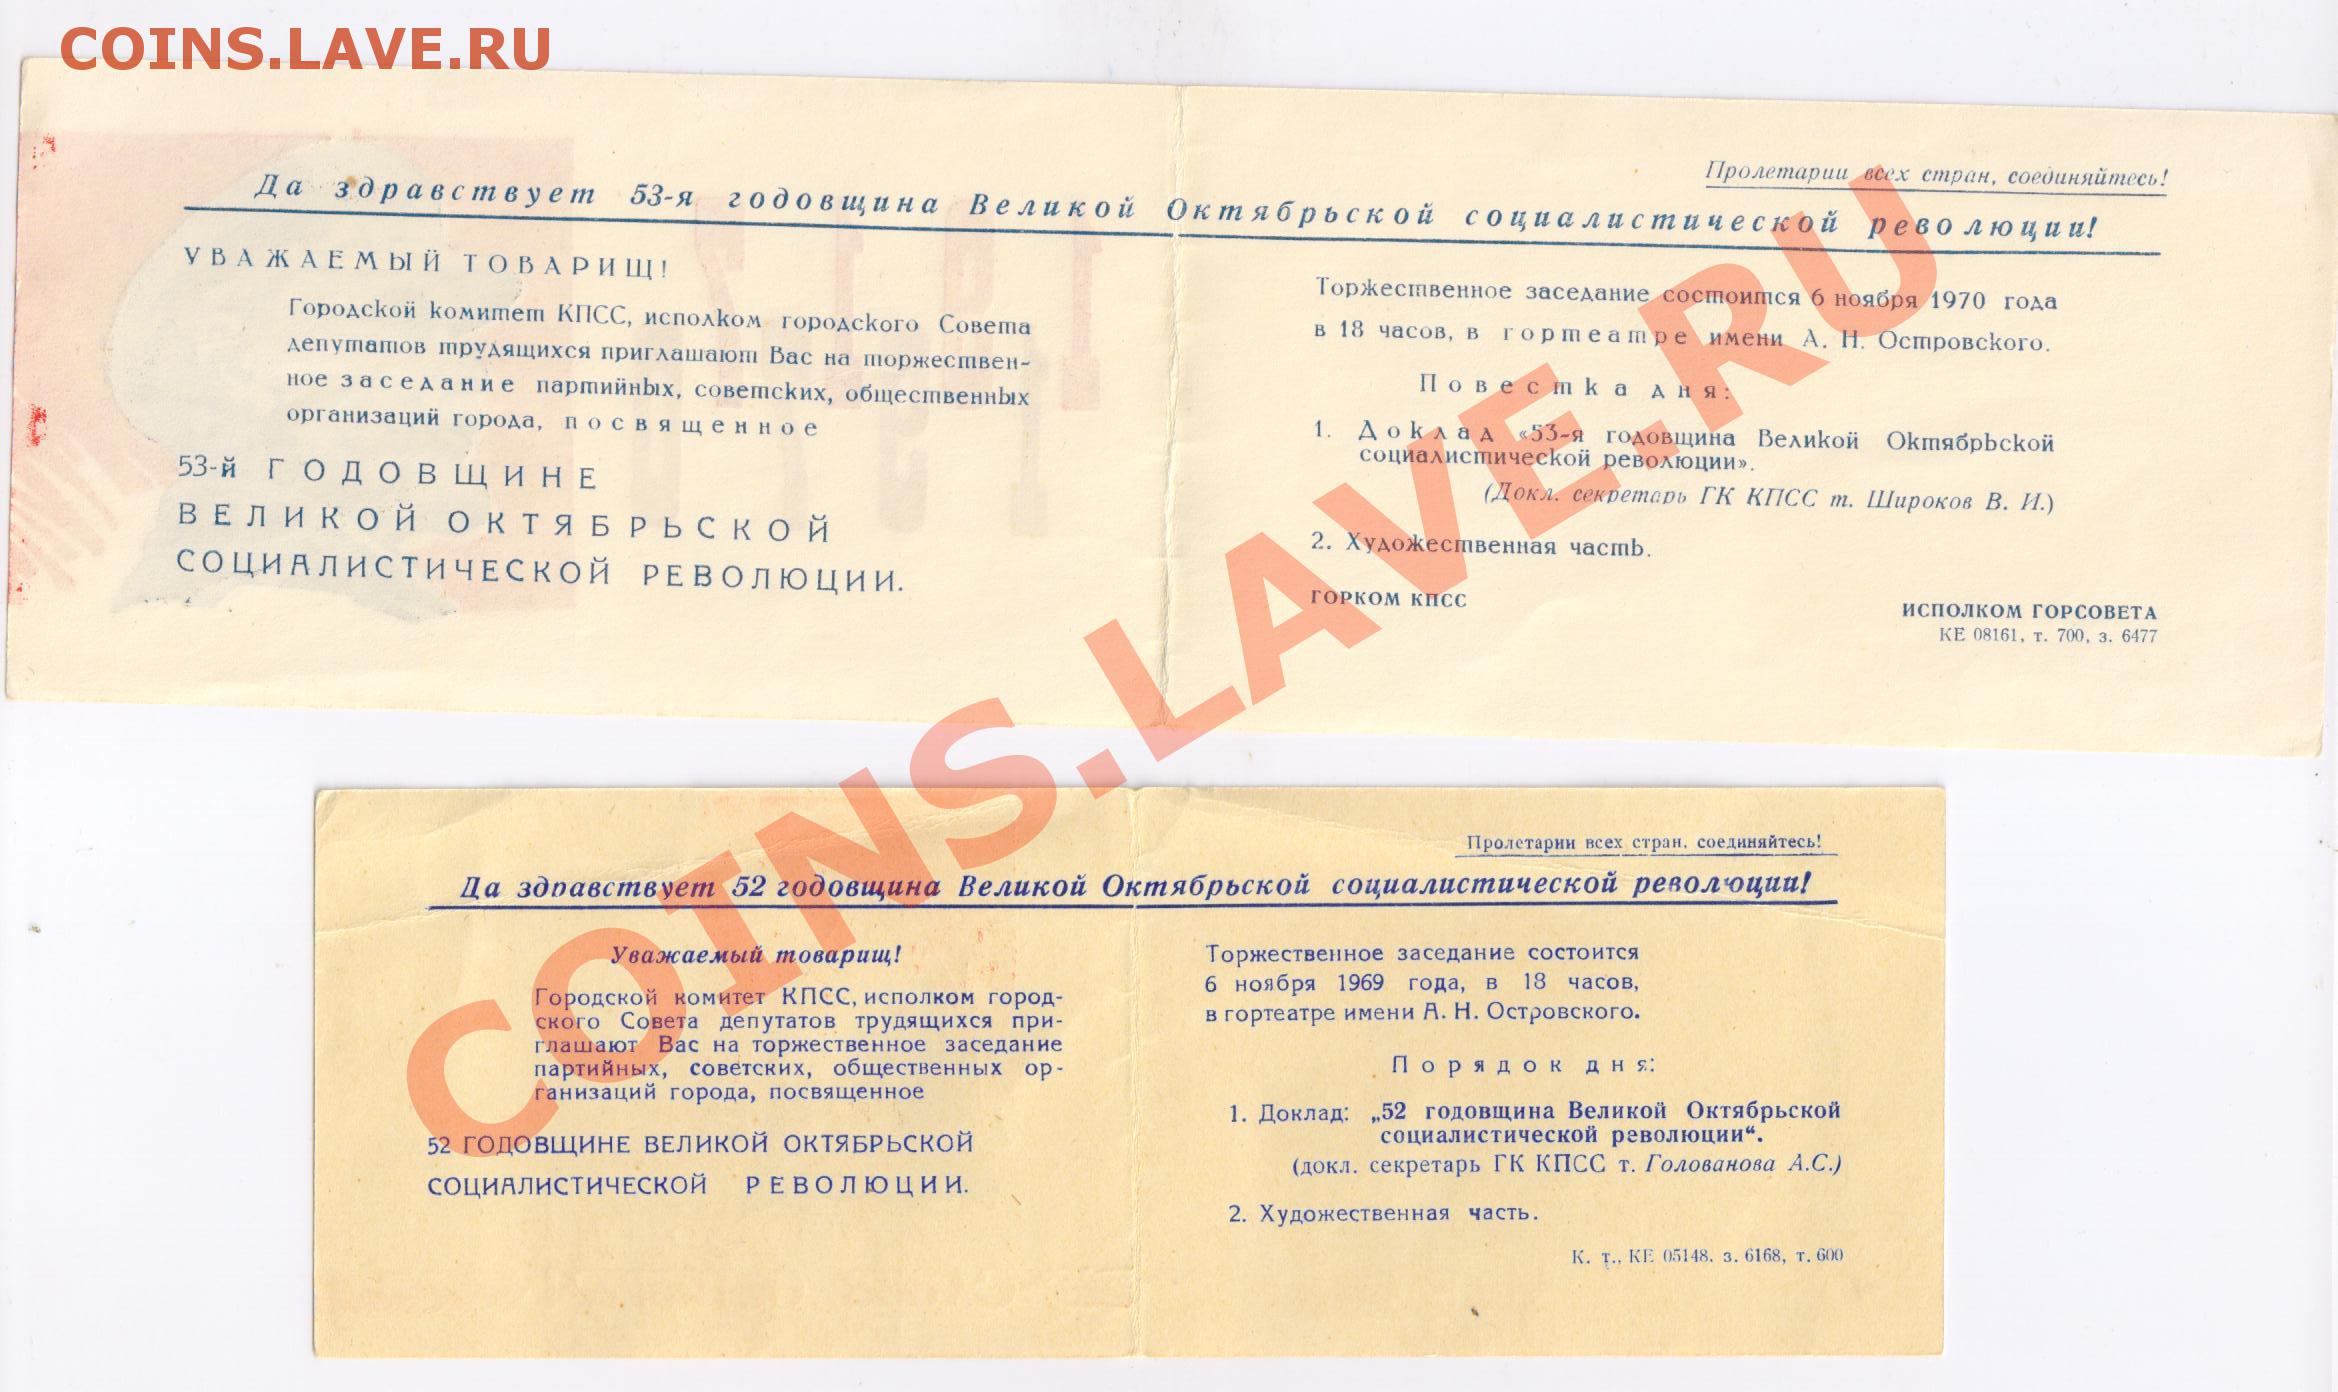 COINS.LAVE.RU
Пролетарии всех стран, соединяйтесь!
Да здравствует 53-я годовщина Великой Октябрьской социалистической революции!
УВАЖАЕМЫЙ ТОВАРИЩ!
Городской комитет КПСС, исполком городского Совета
депутатов трудящихся приглашают Вас на торжествен-
ное заседание партийных, советских, общественных
организаций города, посвященное
53-й ГОДОВЩИНЕ
ВЕЛИКОЙ ОКТЯБРЬСКОЙ
СОЦИАЛИСТИЧЕСКОЙ РЕВОЛЮЦИИ.
Торжественное заседание состоится 6 ноября 1970 года
в 18 часов, в гортеатре имени А. Н. Островского.
Повестка дня:
1. Доклад «53-я годовщина Великой Октябрьской
социалистической революции».
(Докл. секретарь ГК КПСС т. Широков В. И.)
2. Художественная часть.
ГОРКОМ КПСС
ИСПОЛКОМ ГОРСОВЕТА
КЕ 08161, т. 700, з. 6477
Пролетарии всех стран, соединяйтесь!
Да здравствует 52 годовщина Великой Октябрьской социалистической революции!
Уважаемый товарищ!
Городской комитет КПСС, исполком город-
ского Совета депутатов трудящихся при-
глашают Вас на торжественное заседание
партийных, советских, общественных ор-
ганизаций города, посвященное
52 ГОДОВЩИНЕ ВЕЛИКОЙ ОКТЯБРЬСКОЙ
СОЦИАЛИСТИЧЕСКОЙ РЕВОЛЮЦИИ.
Торжественное заседание состоится
6 ноября 1969 года, в 18 часов,
в гортеатре имени А. Н. Островского.
Порядок дня:
1. Доклад: „52 годовщина Великой Октябрьской
социалистической революции“.
(докл. секретарь ГК КПСС т. Голованова А.С.)
2. Художественная часть.
К. т., КЕ 05148. з. 6168, т. 600
COINS.LAVE.RU